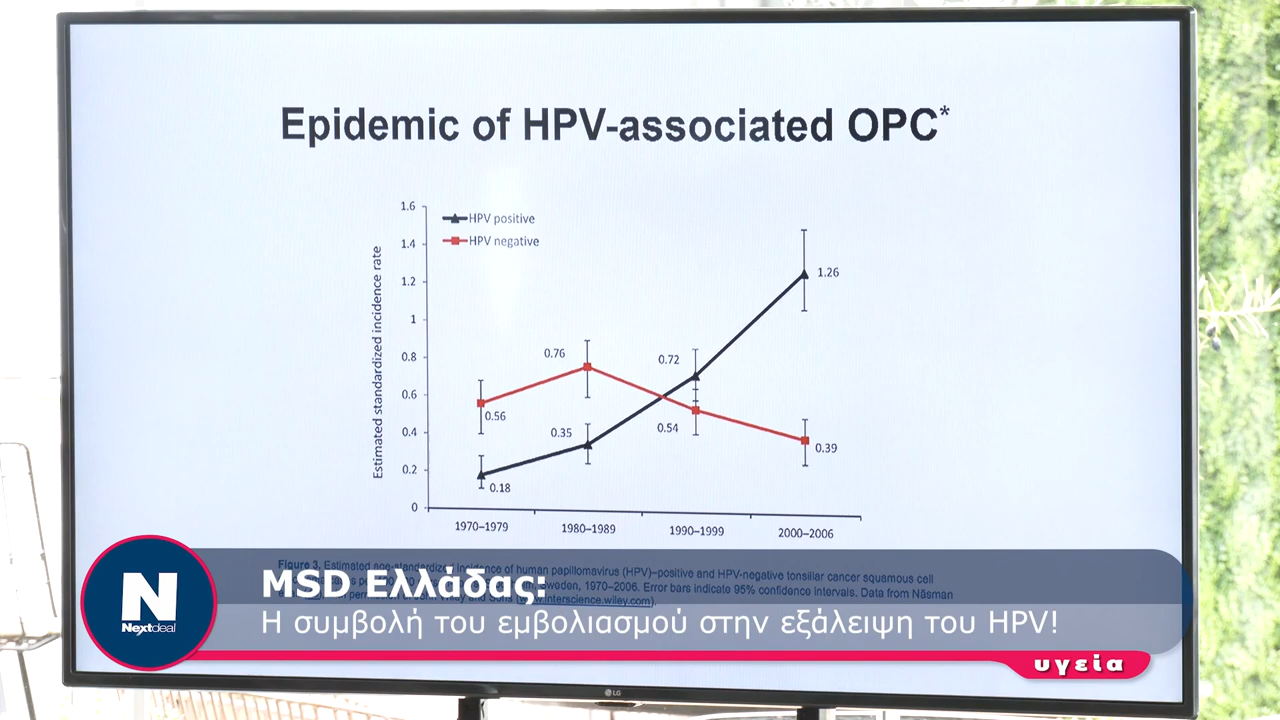 Epidemic of HPV-associated OPC*
HPV positive
HPV negative
Estimated standardized incidence rate
1.6
1.4
1.2
1
0.8
0.6
0.4
0.2
0
0.56
0.76
0.54
0.39
0.18
0.35
0.72
1.26
1970–1979
1980–1989
1990–1999
2000–2006
Figure 3. Estimated age-standardized incidence of human papillomavirus (HPV)–positive and HPV-negative tonsillar cancer squamous cell
Sweden, 1970–2006. Error bars indicate 95% confidence intervals. Data from Näsman
Wiley and Sons (www.interscience.wiley.com).
MSD Ελλάδας:
Η συμβολή του εμβολιασμού στην εξάλειψη του HPV!
υγεία
N
Nextdeal
LG